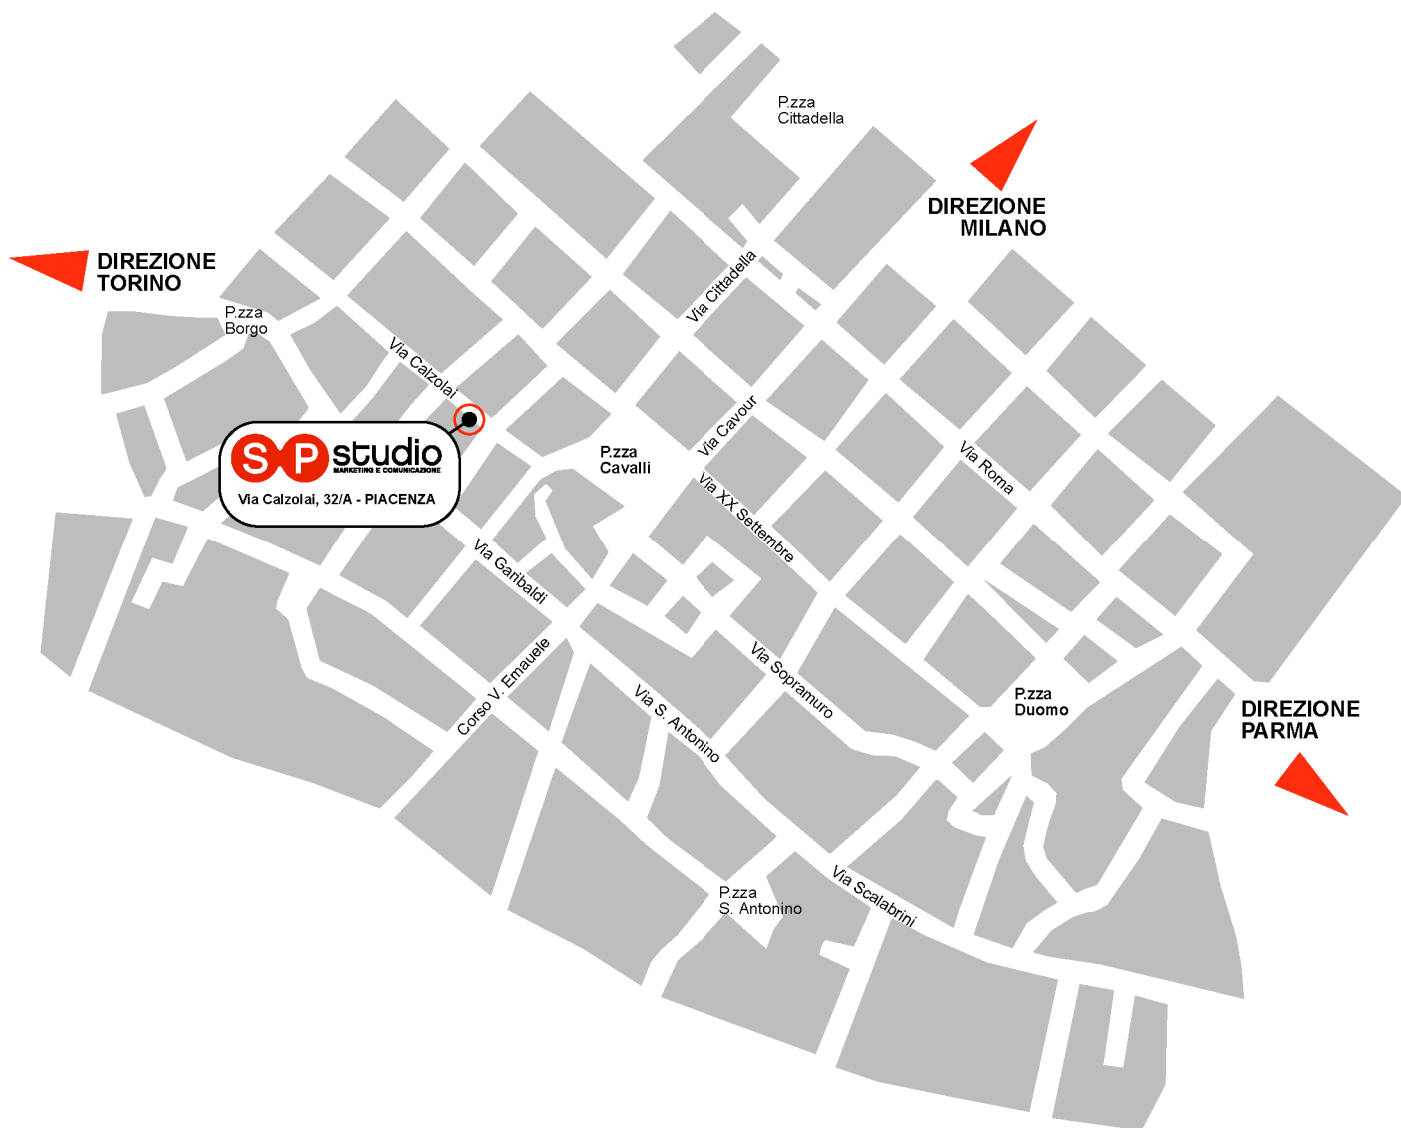 P.zza
Cittadella
DIREZIONE
MILANO
DIREZIONE
TORINO
P.zza
Borgo
Via Cittadella
Via Calzolai
Via Cavour
P.zza
Cavalli
Via Roma
SP studio
MARKETING E COMUNICAZIONE
Via Calzolai, 32/A - PIACENZA
Via XX Settembre
Via Garibaldi
Corso V. Emauele
Via S. Antonino
Via Sopramuro
P.zza
Duomo
DIREZIONE
PARMA
P.zza
S. Antonino
Via Scalabrini